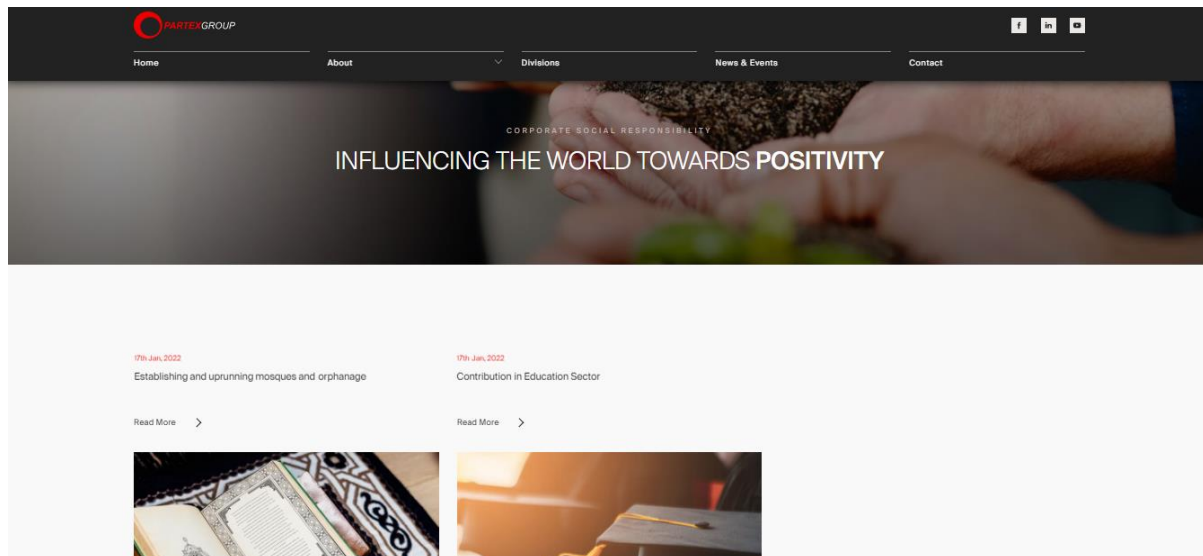 PARTEXGROUP
Home
About
Divisions
News & Events
Contact
CORPORATE SOCIAL RESPONSIBILITY
INFLUENCING THE WORLD TOWARDS POSITIVITY
17th Jan, 2022
Establishing and uprunning mosques and orphanage
Read More
17th Jan, 2022
Contribution in Education Sector
Read More